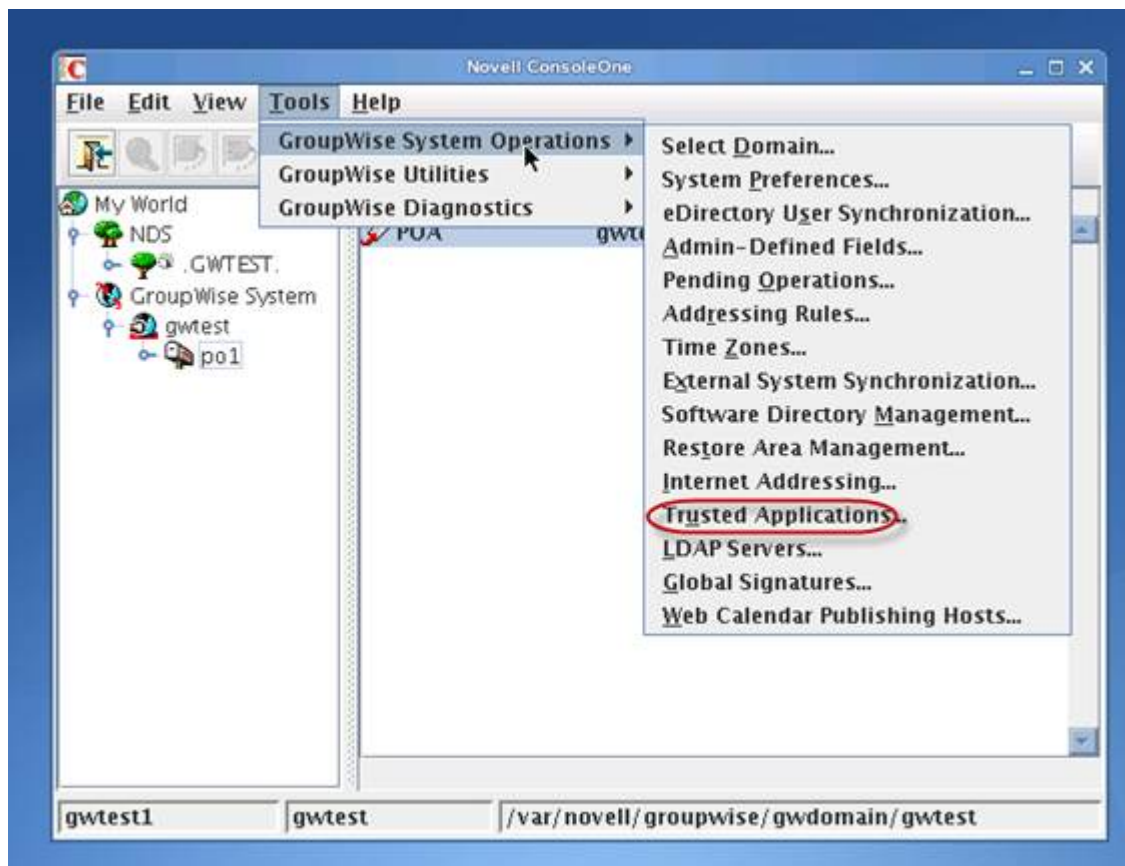 Novell ConsoleOne
File Edit View Tools Help
GroupWise System Operations
GroupWise Utilities
GroupWise Diagnostics
Select Domain...
System Preferences...
eDirectory User Synchronization...
Admin-Defined Fields...
Pending Operations...
Addressing Rules...
Time Zones...
External System Synchronization...
Software Directory Management...
Restore Area Management...
Internet Addressing...
Trusted Applications...
LDAP Servers...
Global Signatures...
Web Calendar Publishing Hosts...
My World
NDS
.GWTEST.
GroupWise System
gwtest
po1
POA
gwtest1 gwtest /var/novell/groupwise/gwdomain/gwtest